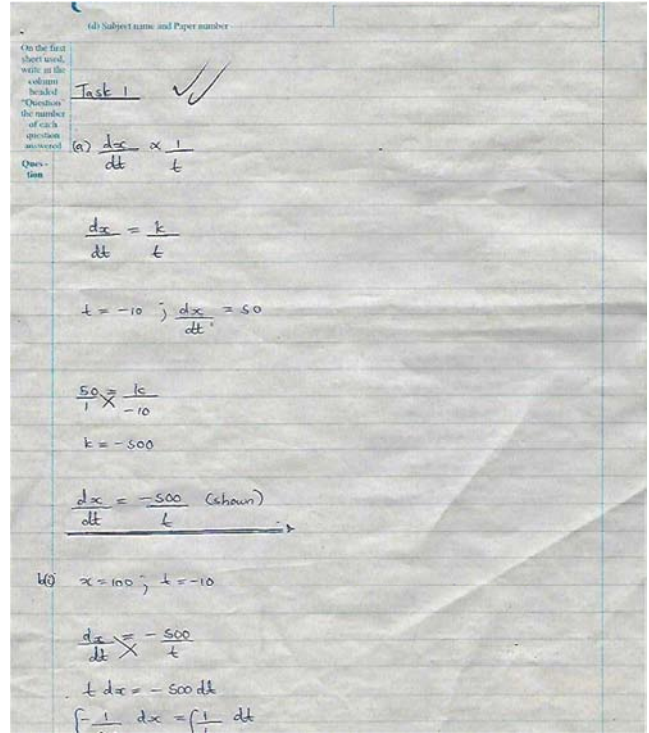 (d) Subject name and Paper number
On the first
sheet used,
write in the
column
headed
"Question"
the number
of each
question
answered
Ques-
tion
Task 1
(a) dx/dt ∝ 1/t
dx/dt = k/t
t = -10 ; dx/dt = 50
50/1 = k/-10
k = -500
dx/dt = -500/t (shown)
b(i) x = 100 ; t = -10
dx/dt = -500/t
t dx = -500 dt
∫ - 1 dx = ∫ 1 dt